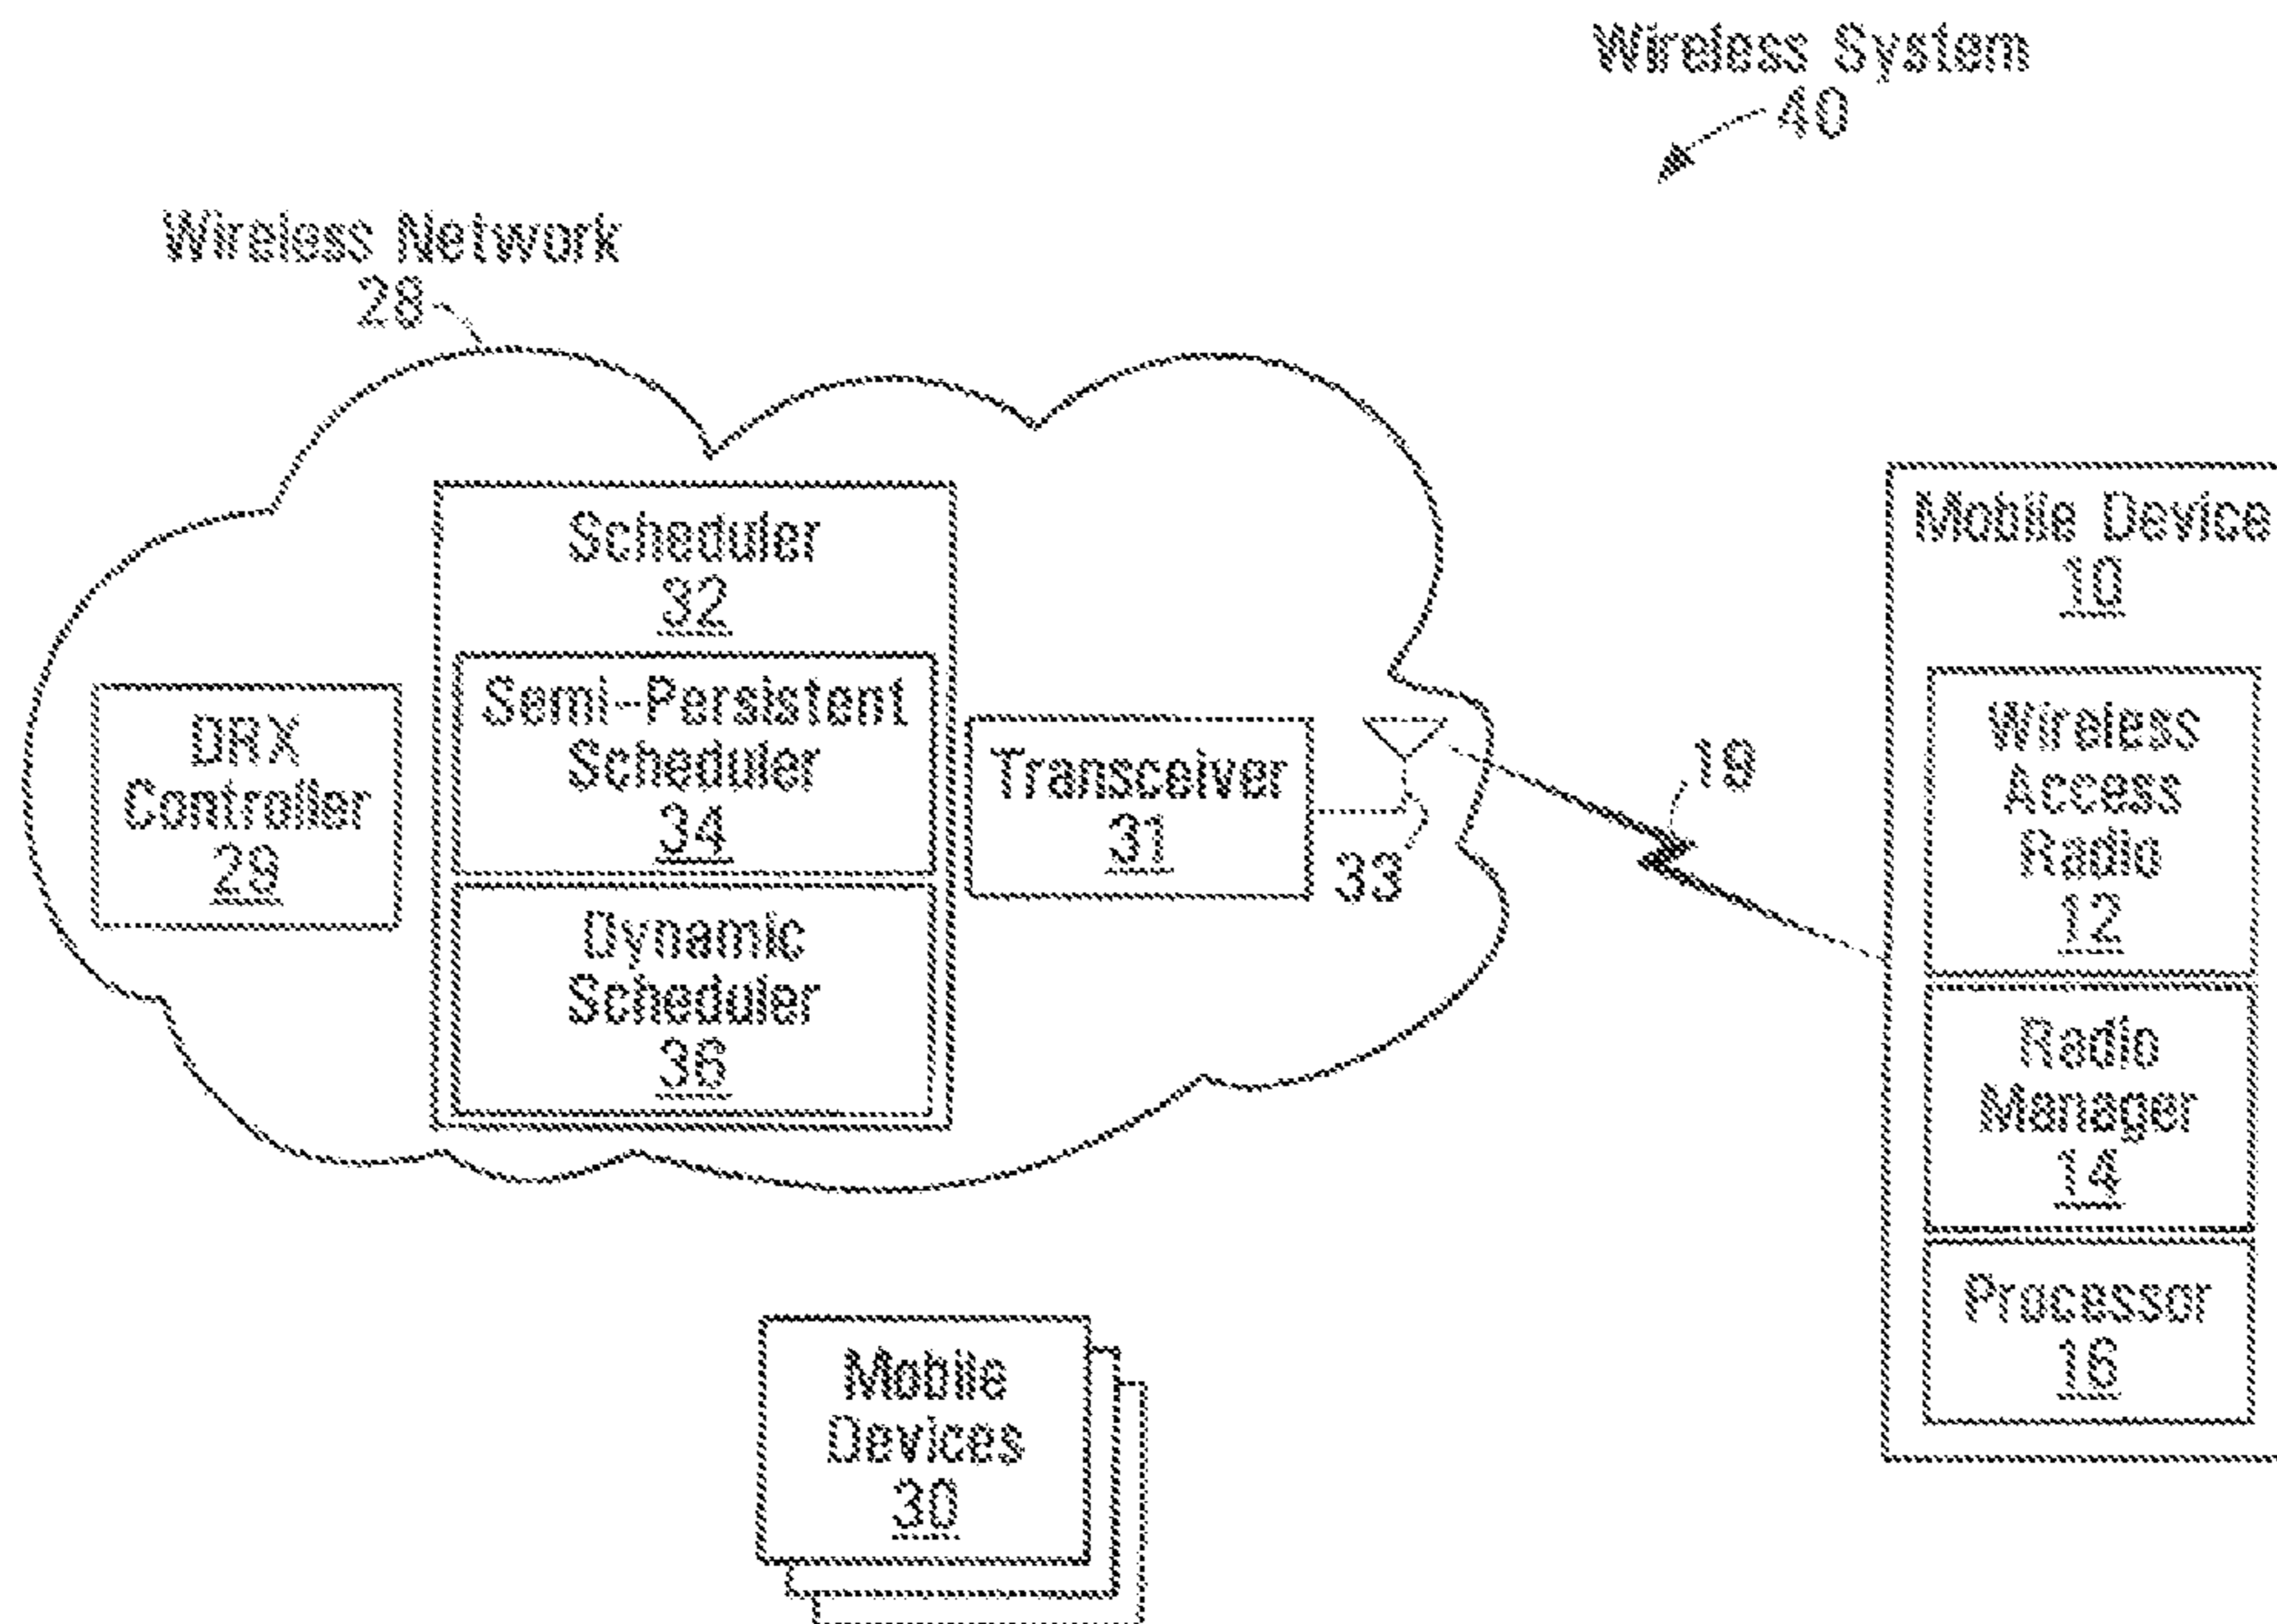 Wireless System
40
Wireless Network
28
Scheduler
32
Semi-Persistent
Scheduler
34
Dynamic
Scheduler
36
DRX
Controller
29
Transceiver
31
33
19
Mobile Device
10
Wireless
Access
Radio
12
Radio
Manager
14
Processor
16
Mobile
Devices
30